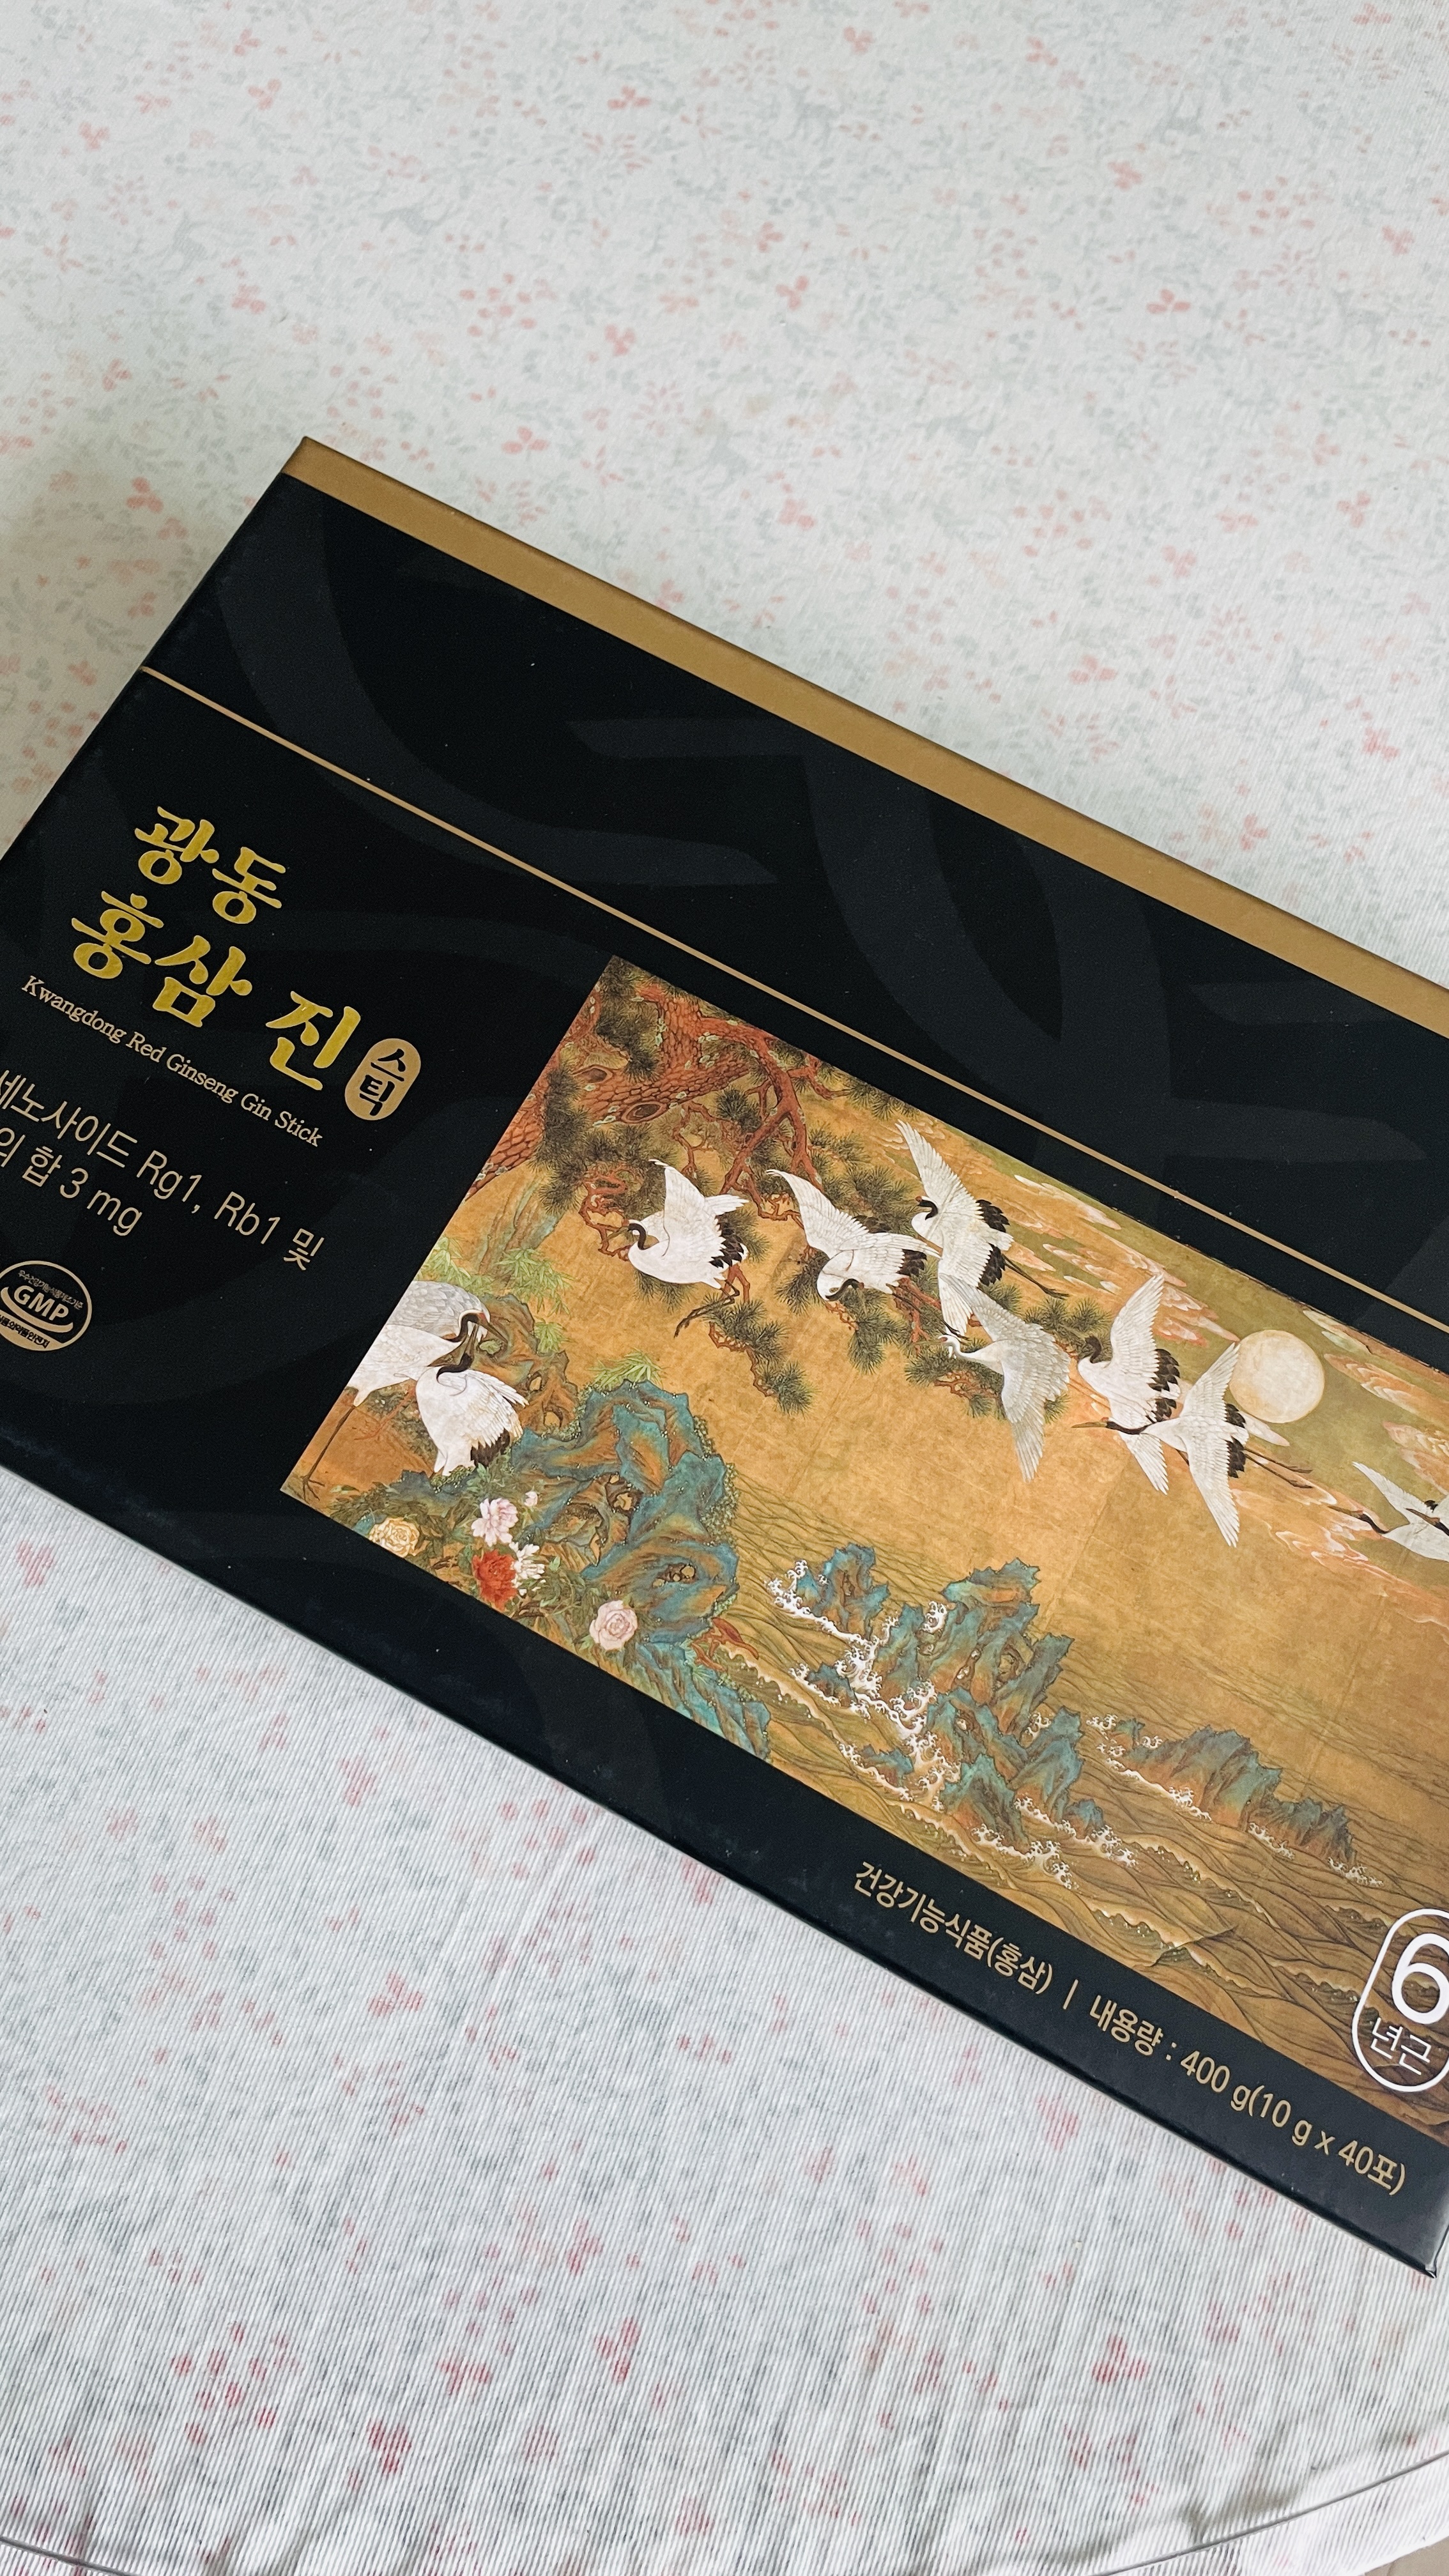 광동
홍삼 진 스틱
Kwangdong Red Ginseng Gin Stick
세노사이드 Rg1, Rb1 및
합 3 mg
GMP
건강기능식품(홍삼) | 내용량 : 400 g(10 g x 40포)
6
년근